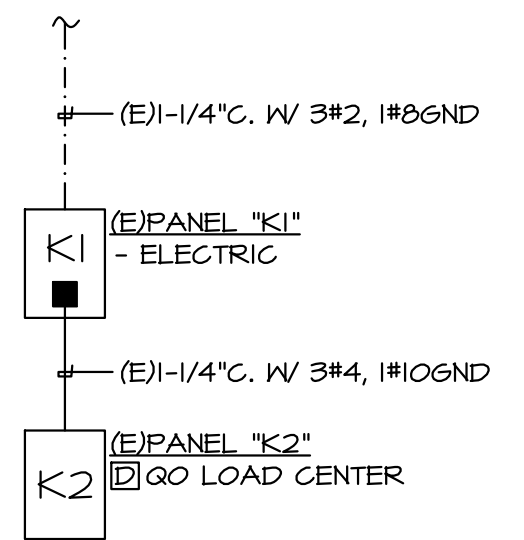 (E)1-1/4"C. W/ 3#2, 1#8GND
(E)PANEL "K1"
K1
- ELECTRIC
(E)1-1/4"C. W/ 3#4, 1#10GND
(E)PANEL "K2"
K2
D QO LOAD CENTER